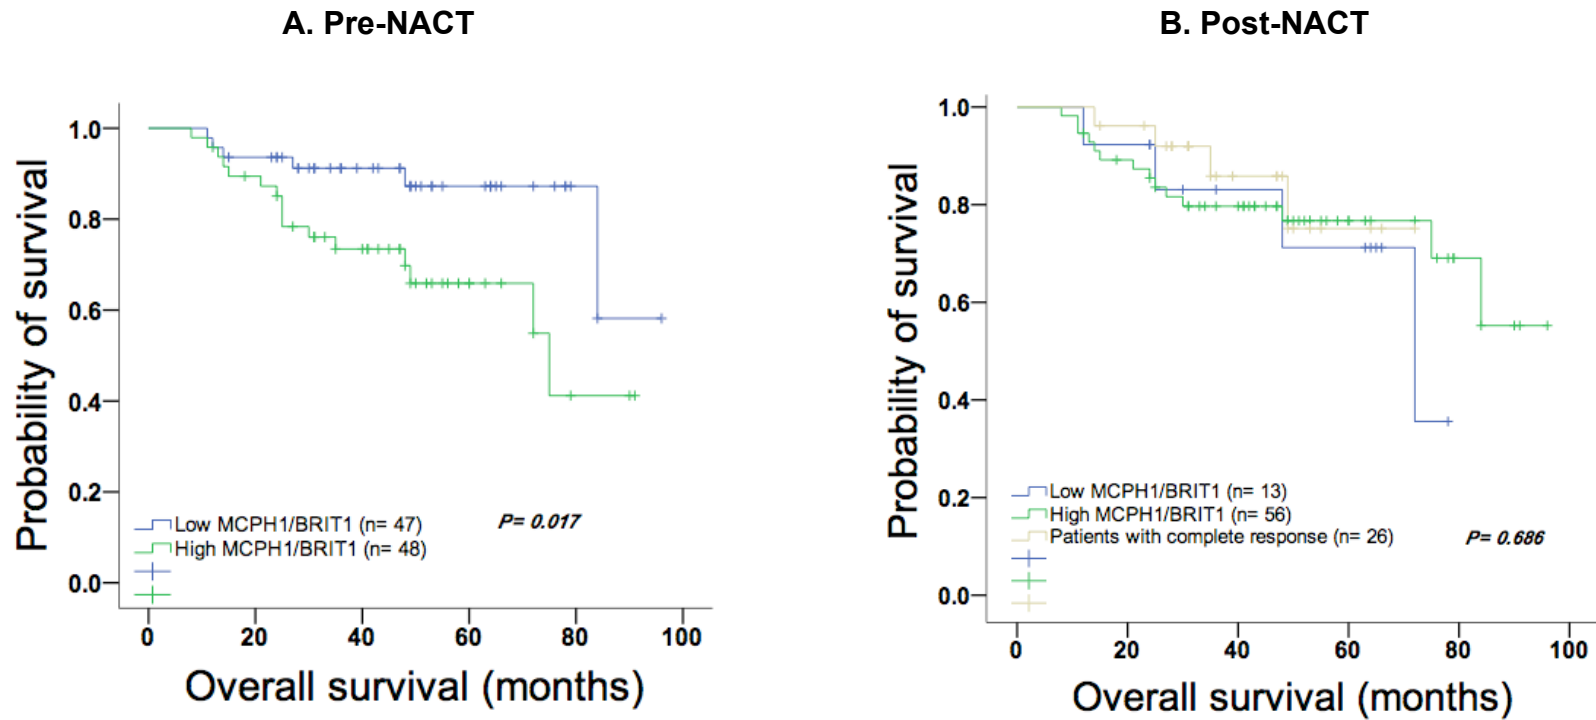 A. Pre-NACT
Probability of survival
1.0
0.8
0.6
0.4
0.2
0.0
Low MCPH1/BRIT1 (n= 47)
High MCPH1/BRIT1 (n= 48)
P= 0.017
0 20 40 60 80 100
Overall survival (months)
B. Post-NACT
Probability of survival
1.0
0.8
0.6
0.4
0.2
0.0
Low MCPH1/BRIT1 (n= 13)
High MCPH1/BRIT1 (n= 56)
Patients with complete response (n= 26)
P= 0.686
0 20 40 60 80 100
Overall survival (months)